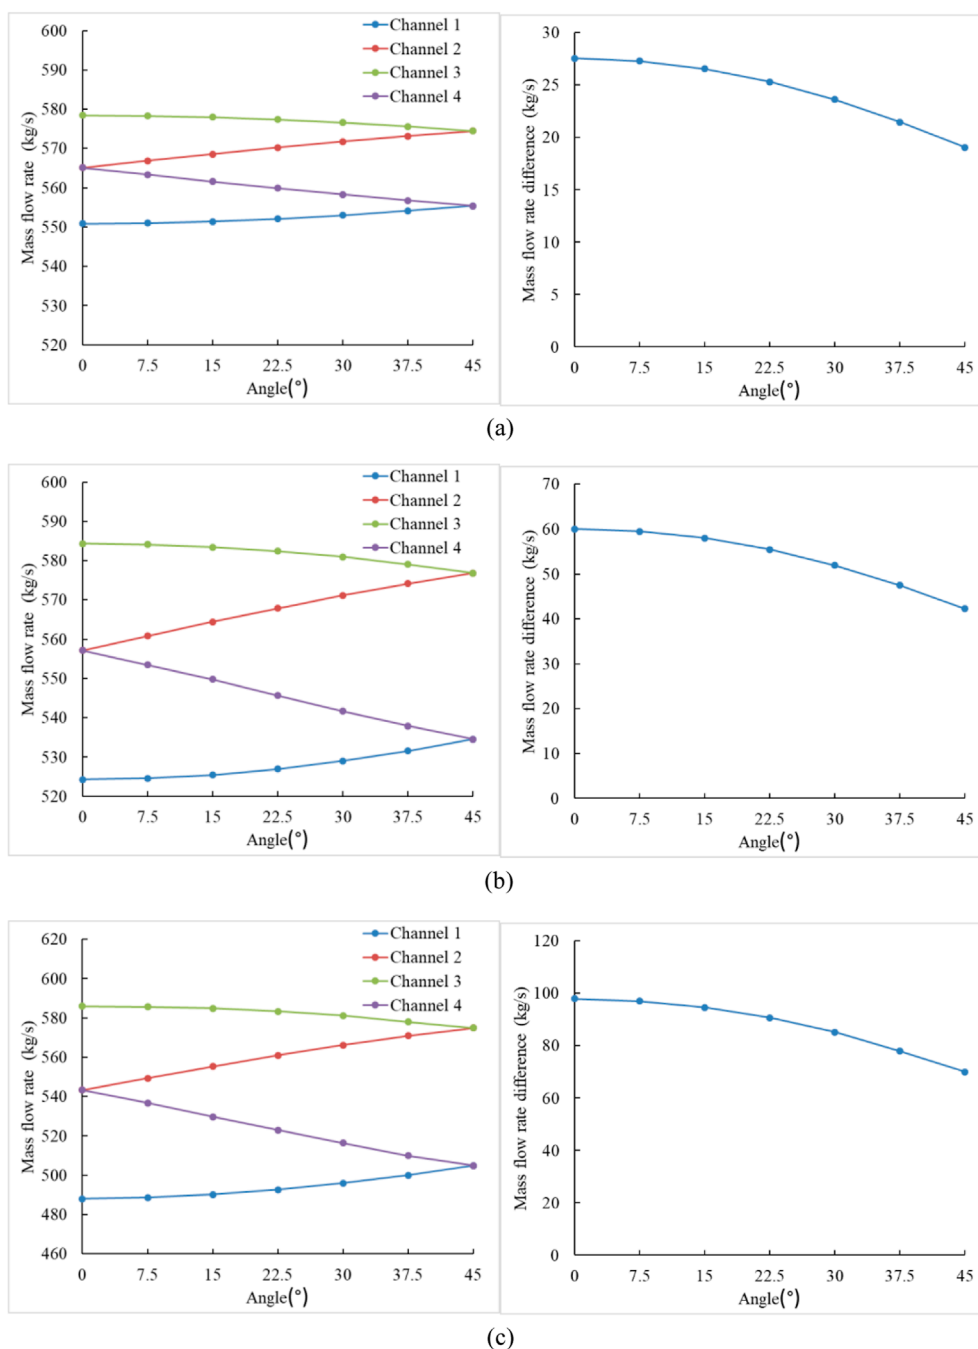 Channel 1
Channel 2
Channel 3
Channel 4
Mass flow rate (kg/s)
600
590
580
570
560
550
540
530
520
0 7.5 15 22.5 30 37.5 45
Angle(°)
Mass flow rate difference (kg/s)
30
25
20
15
10
5
0
0 7.5 15 22.5 30 37.5 45
Angle(°)
(a)
Channel 1
Channel 2
Channel 3
Channel 4
Mass flow rate (kg/s)
600
590
580
570
560
550
540
530
520
0 7.5 15 22.5 30 37.5 45
Angle(°)
Mass flow rate difference (kg/s)
70
60
50
40
30
20
10
0
0 7.5 15 22.5 30 37.5 45
Angle(°)
(b)
Channel 1
Channel 2
Channel 3
Channel 4
Mass flow rate (kg/s)
620
600
580
560
540
520
500
480
460
0 7.5 15 22.5 30 37.5 45
Angle(°)
Mass flow rate difference (kg/s)
120
100
80
60
40
20
0
0 7.5 15 22.5 30 37.5 45
Angle(°)
(c)